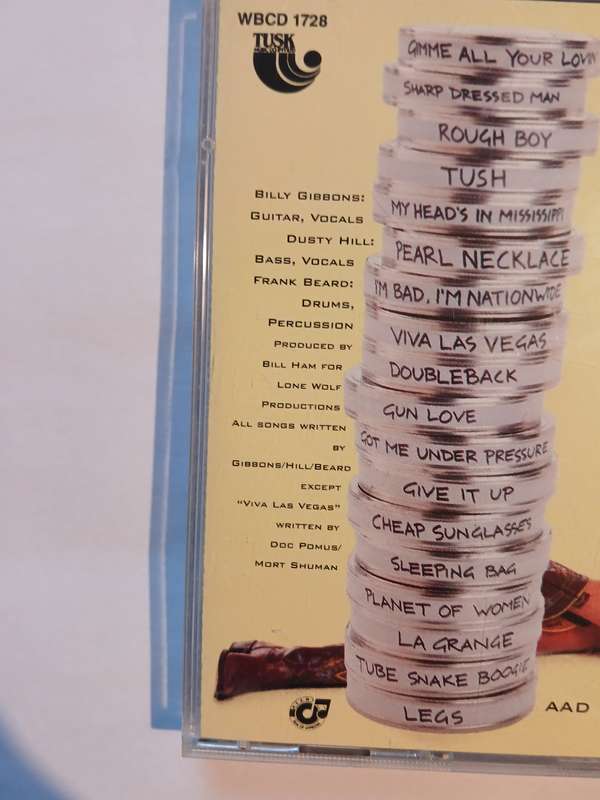 WBCD 1728
TUSK
GIMME ALL YOUR LOVIN'
SHARP DRESSED MAN
ROUGH BOY
TUSH
MY HEAD'S IN MISSISSIPPI
PEARL NECKLACE
I'M BAD, I'M NATIONWIDE
VIVA LAS VEGAS
DOUBLEBACK
GUN LOVE
GOT ME UNDER PRESSURE
GIVE IT UP
CHEAP SUNGLASSES
SLEEPING BAG
PLANET OF WOMEN
LA GRANGE
TUBE SNAKE BOOGIE
LEGS
BILLY GIBBONS:
GUITAR, VOCALS
DUSTY HILL:
BASS, VOCALS
FRANK BEARD:
DRUMS,
PERCUSSION
PRODUCED BY
BILL HAM FOR
LONE WOLF
PRODUCTIONS
ALL SONGS WRITTEN
BY
GIBBONS/HILL/BEARD
EXCEPT
"VIVA LAS VEGAS"
WRITTEN BY
DOC POMUS/
MORT SHUMAN
AAD